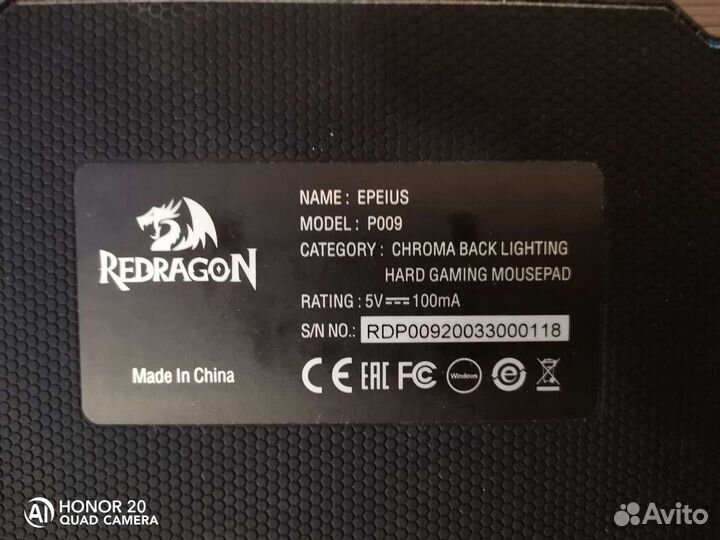 REDRAGON
Made In China
NAME : EPEIUS
MODEL : P009
CATEGORY : CHROMA BACK LIGHTING
HARD GAMING MOUSEPAD
RATING : 5V 100mA
S/N NO.: RDP00920033000118
CE EAC FC Windows e
AI HONOR 20
QUAD CAMERA
Avito